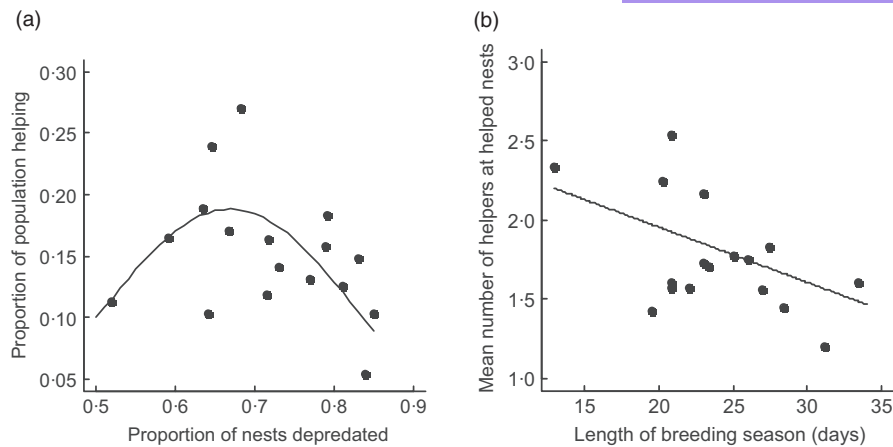 (a)
0·30
0·25
0·20
0·15
0·10
0·05
0·5 0·6 0·7 0·8 0·9
Proportion of population helping
Proportion of nests depredated
(b)
3·0
2·5
2·0
1·5
1·0
15 20 25 30 35
Mean number of helpers at helped nests
Length of breeding season (days)